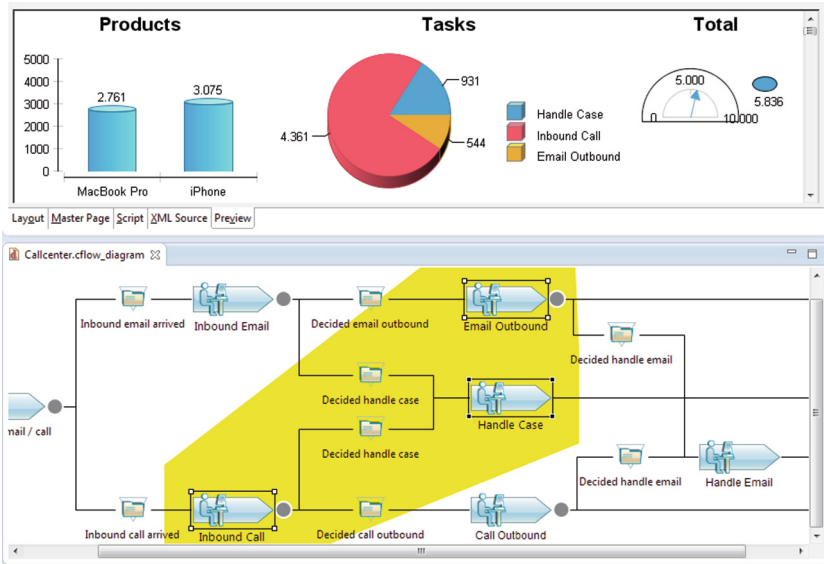 Products
Tasks
Total
5000
4000
3000
2000
1000
0
2.761
3.075
MacBook Pro
iPhone
931
4.361
544
Handle Case
Inbound Call
Email Outbound
5.000
0
10.000
5.836
Layout Master Page Script XML Source Preview
Callcenter.cflow_diagram
Inbound email arrived
Inbound Email
Decided email outbound
Email Outbound
Decided handle email
Decided handle case
Handle Case
mail / call
Decided handle case
Decided handle email
Handle Email
Inbound call arrived
Inbound Call
Decided call outbound
Call Outbound